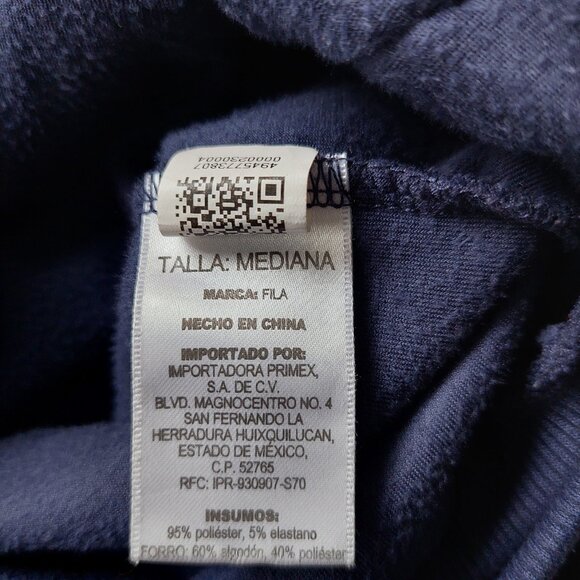 4945773807
0000230004
TALLA: MEDIANA
MARCA: FILA
HECHO EN CHINA
IMPORTADO POR:
IMPORTADORA PRIMEX,
S.A. DE C.V.
BLVD. MAGNOCENTRO NO. 4
SAN FERNANDO LA
HERRADURA HUIXQUILUCAN,
ESTADO DE MÉXICO,
C.P. 52765
RFC: IPR-930907-S70
INSUMOS:
95% poliéster, 5% elastano
FORRO: 60% algodón, 40% poliéster